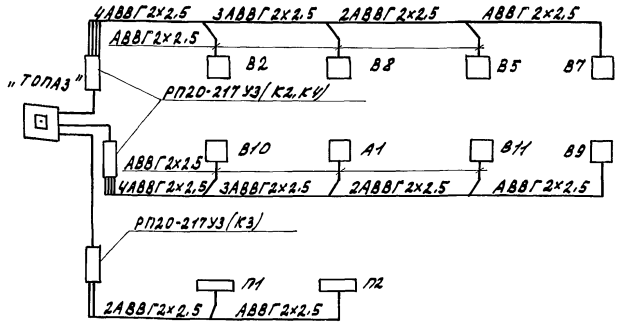 4АВВГ2×2,5 3АВВГ2×2,5 2АВВГ2×2,5 АВВГ2×2,5
АВВГ2×2,5
В2 В8 В5 В7
„ТОПАЗ"
РП20-217У3(К2,К4)
В10 А1 В11 В9
АВВГ2×2,5
4АВВГ2×2,5 3АВВГ2×2,5 2АВВГ2×2,5 АВВГ2×2,5
РП20-217У3(К3)
П1 П2
2АВВГ2×2,5 АВВГ2×2,5